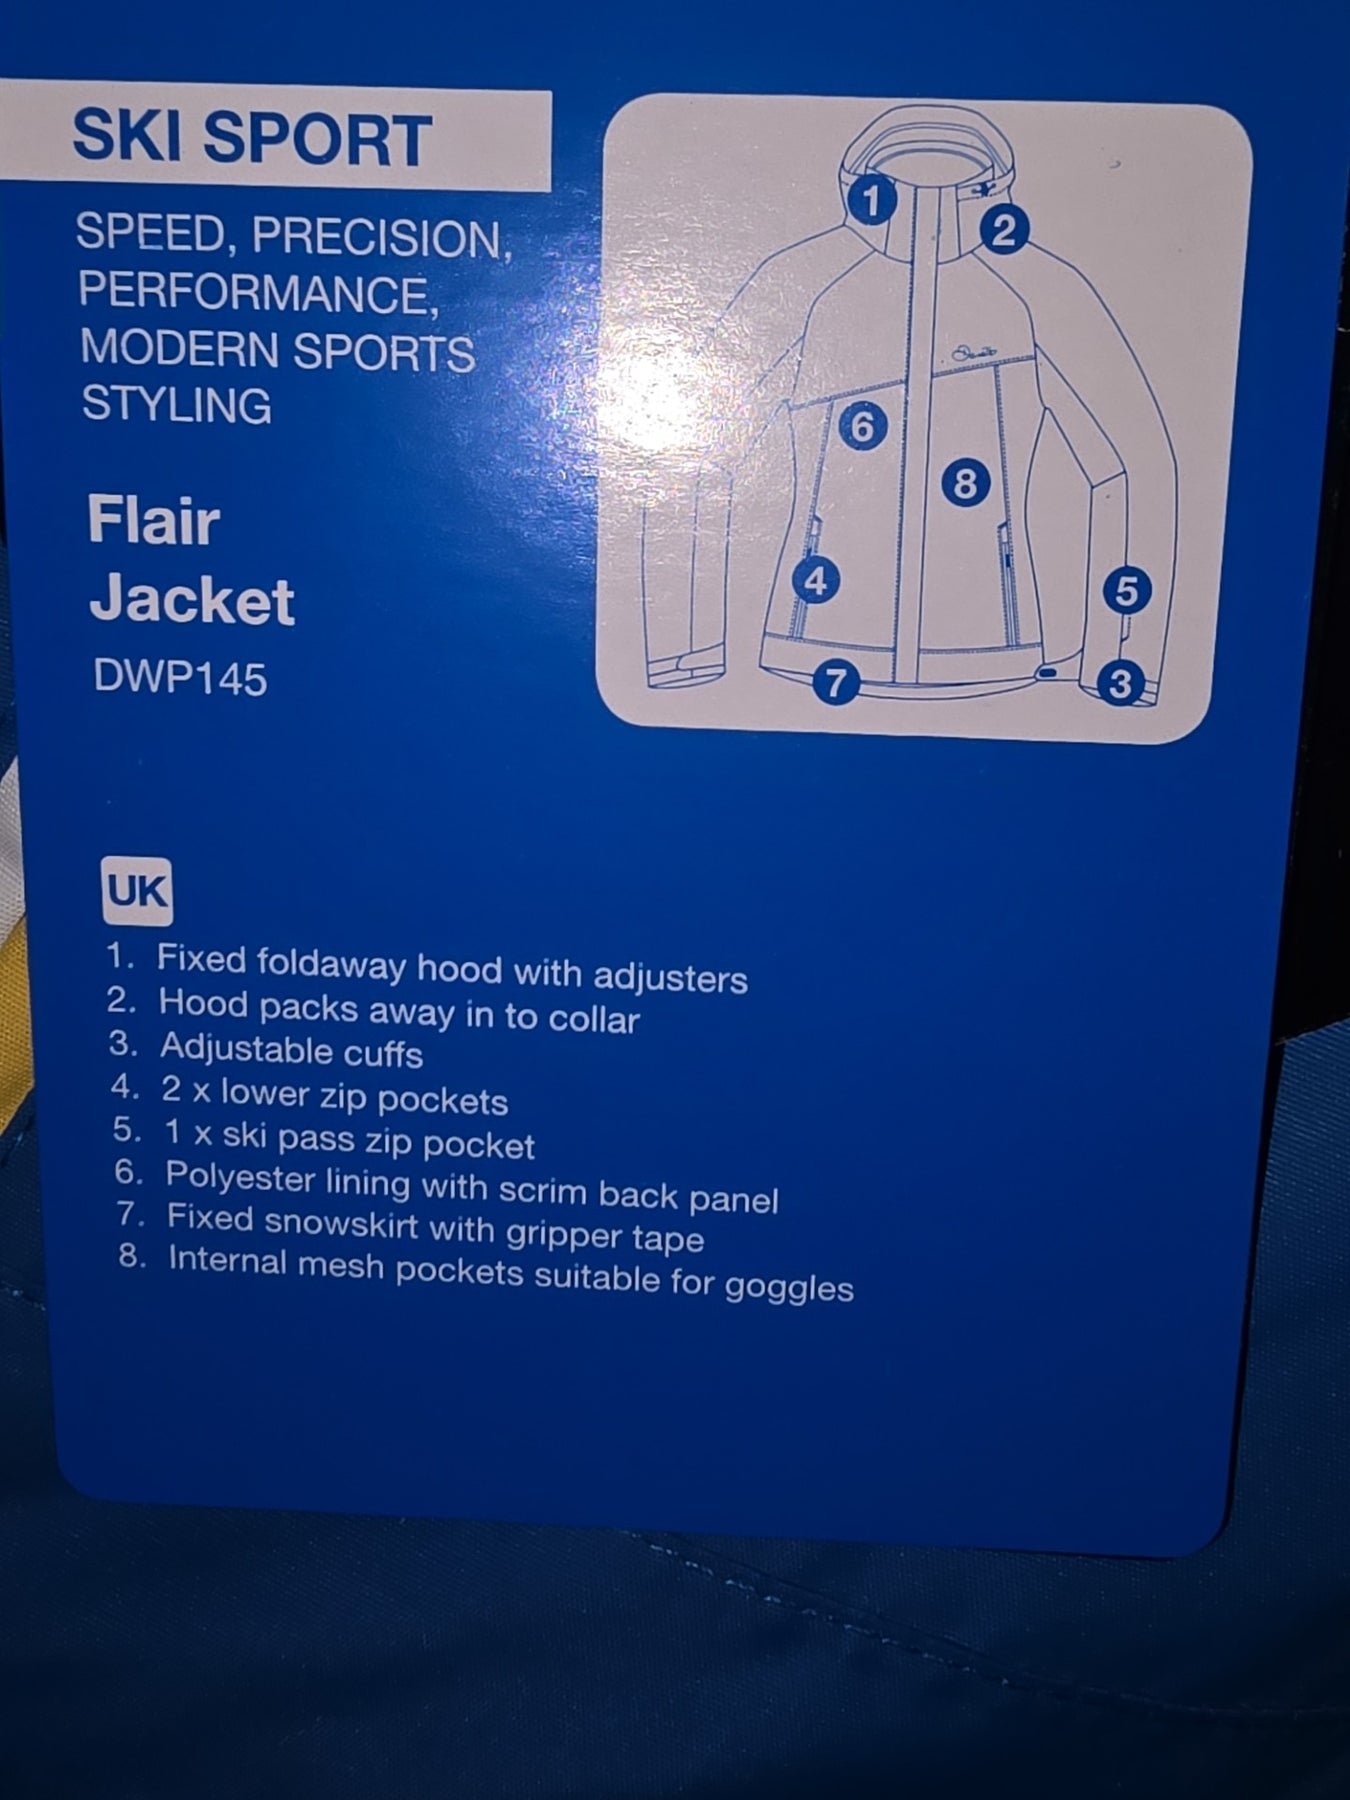 SKI SPORT
SPEED, PRECISION,
PERFORMANCE,
MODERN SPORTS
STYLING
Flair
Jacket
DWP145
1
2
6
8
4
5
7
3
UK
1. Fixed foldaway hood with adjusters
2. Hood packs away in to collar
3. Adjustable cuffs
4. 2 x lower zip pockets
5. 1 x ski pass zip pocket
6. Polyester lining with scrim back panel
7. Fixed snowskirt with gripper tape
8. Internal mesh pockets suitable for goggles